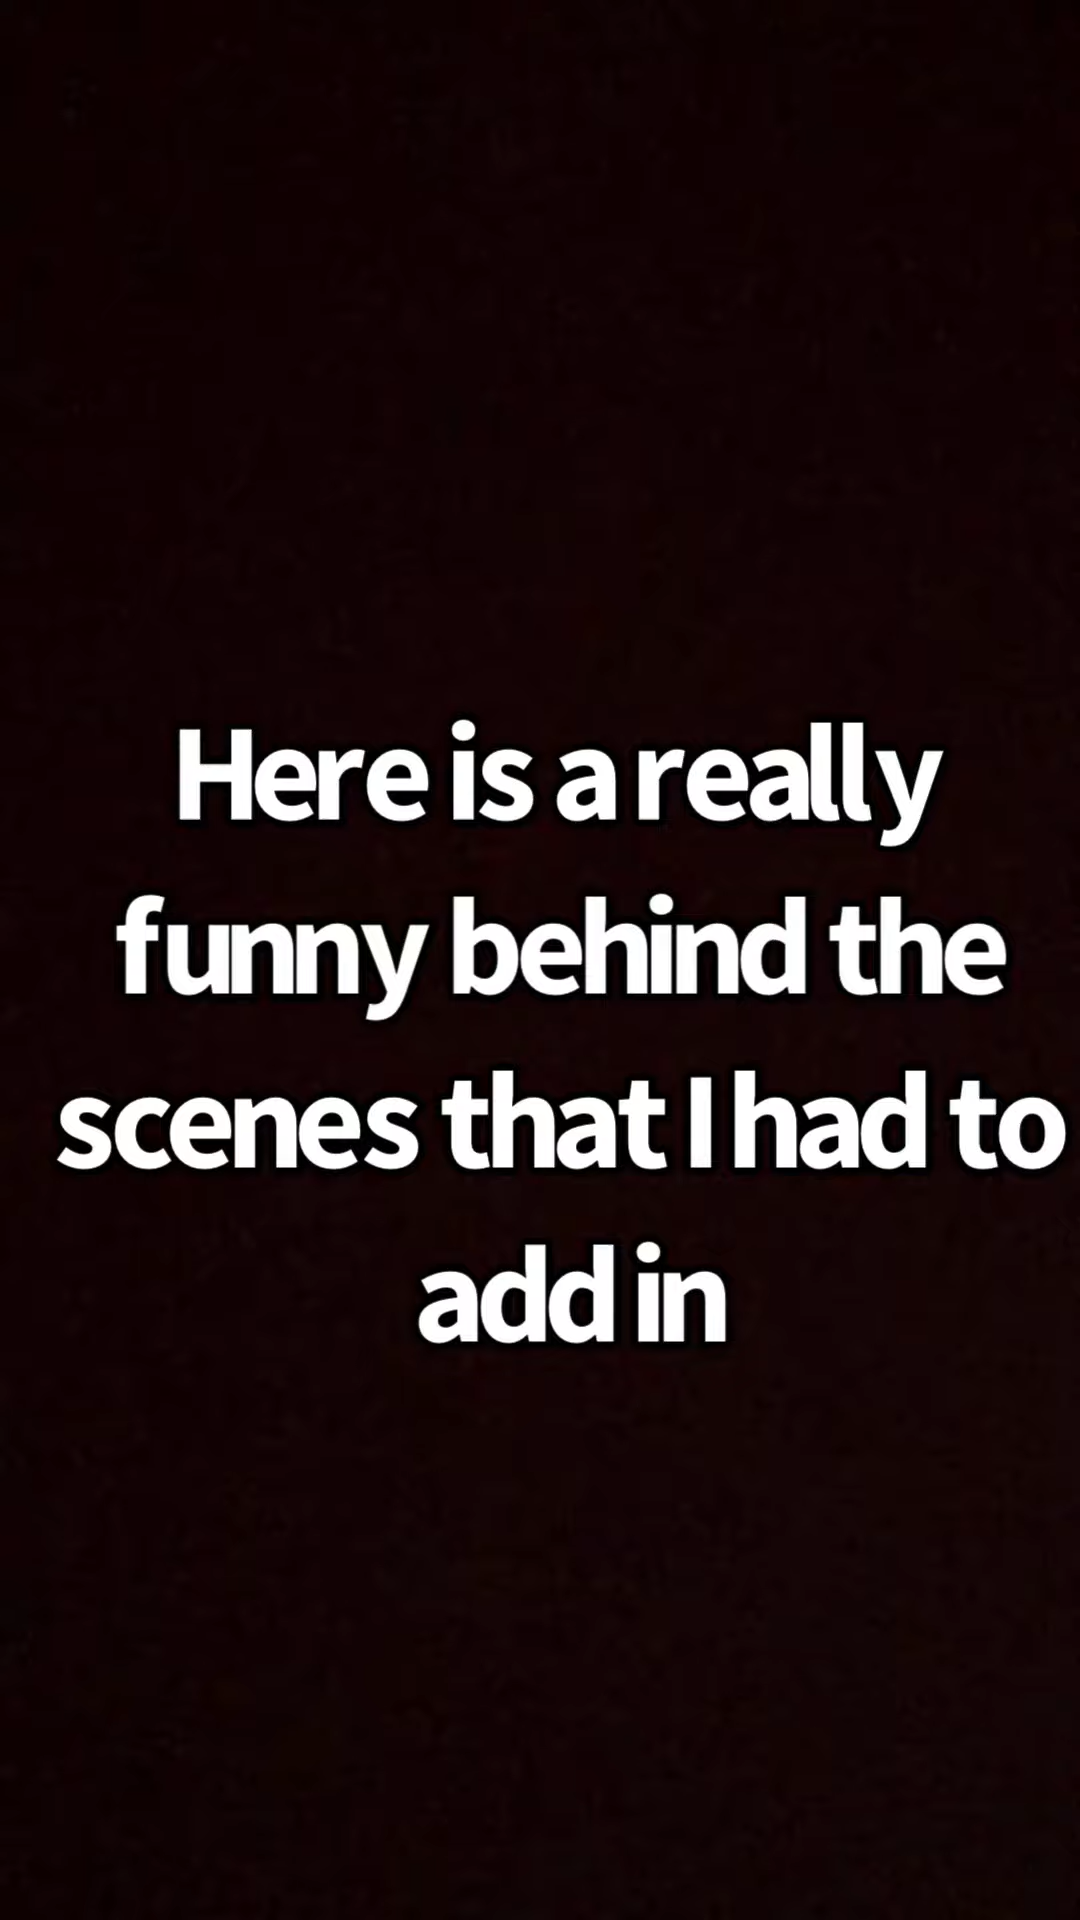 Here is a really
funny behind the
scenes that I had to
add in